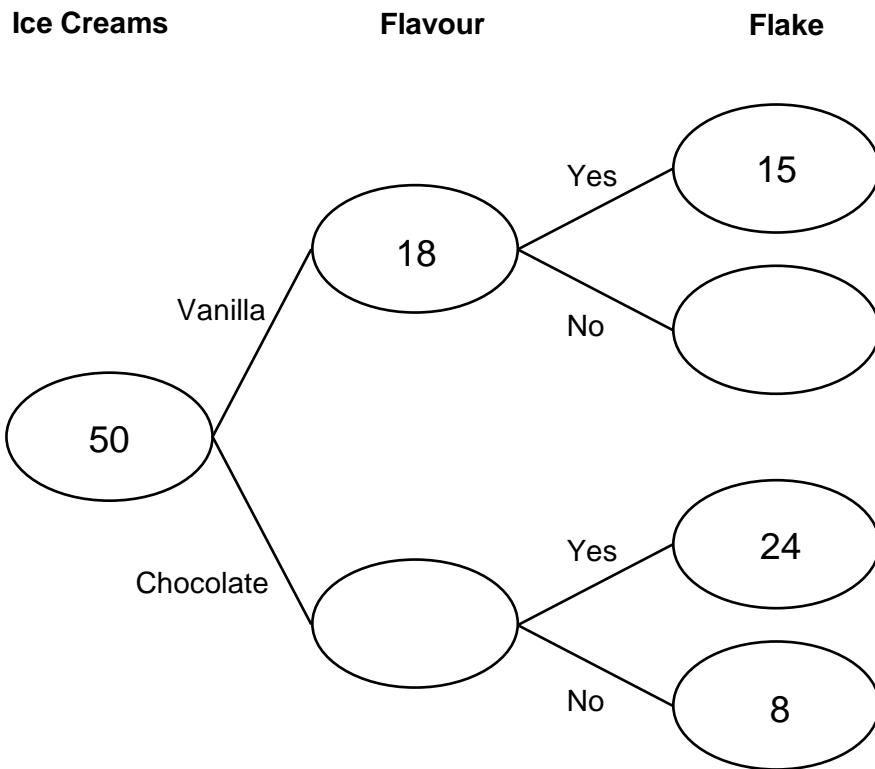 Ice Creams Flavour Flake
Yes
15
18
Vanilla
No
50
Yes
24
Chocolate
No
8